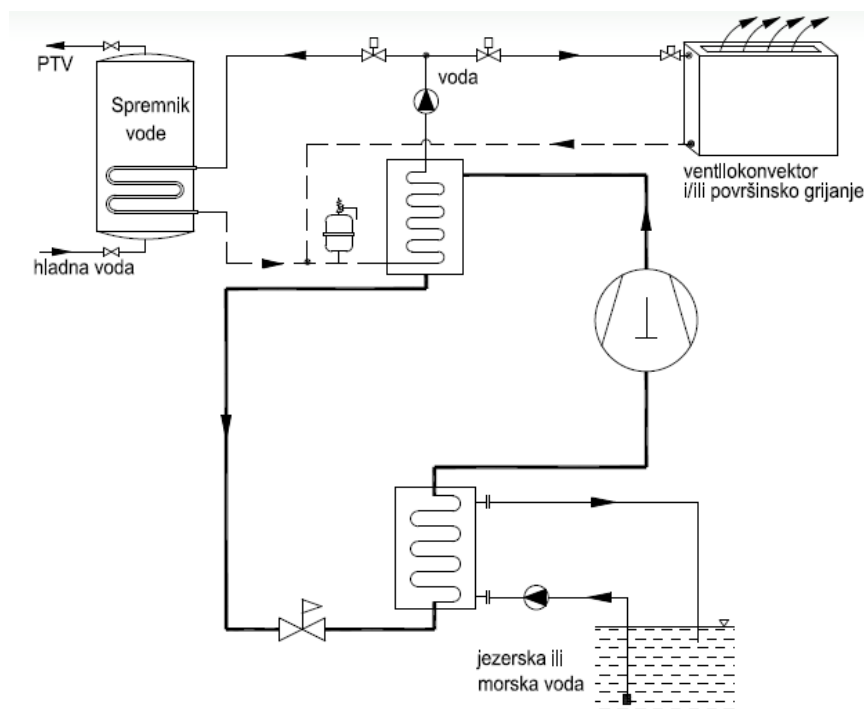 PTV
Spremnik
vode
hladna voda
voda
ventilokonvektor
i/ili površinsko grijanje
jezerska ili
morska voda